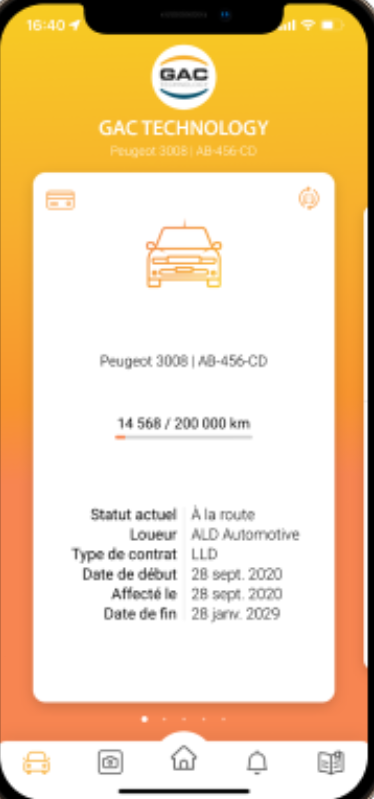 16:40
GAC
GAC TECHNOLOGY
Peugeot 3008 | AB-456-CD
Peugeot 3008 | AB-456-CD
14 568 / 200 000 km
Statut actuel À la route
Loueur ALD Automotive
Type de contrat LLD
Date de début 28 sept. 2020
Affecté le 28 sept. 2020
Date de fin 28 janv. 2029